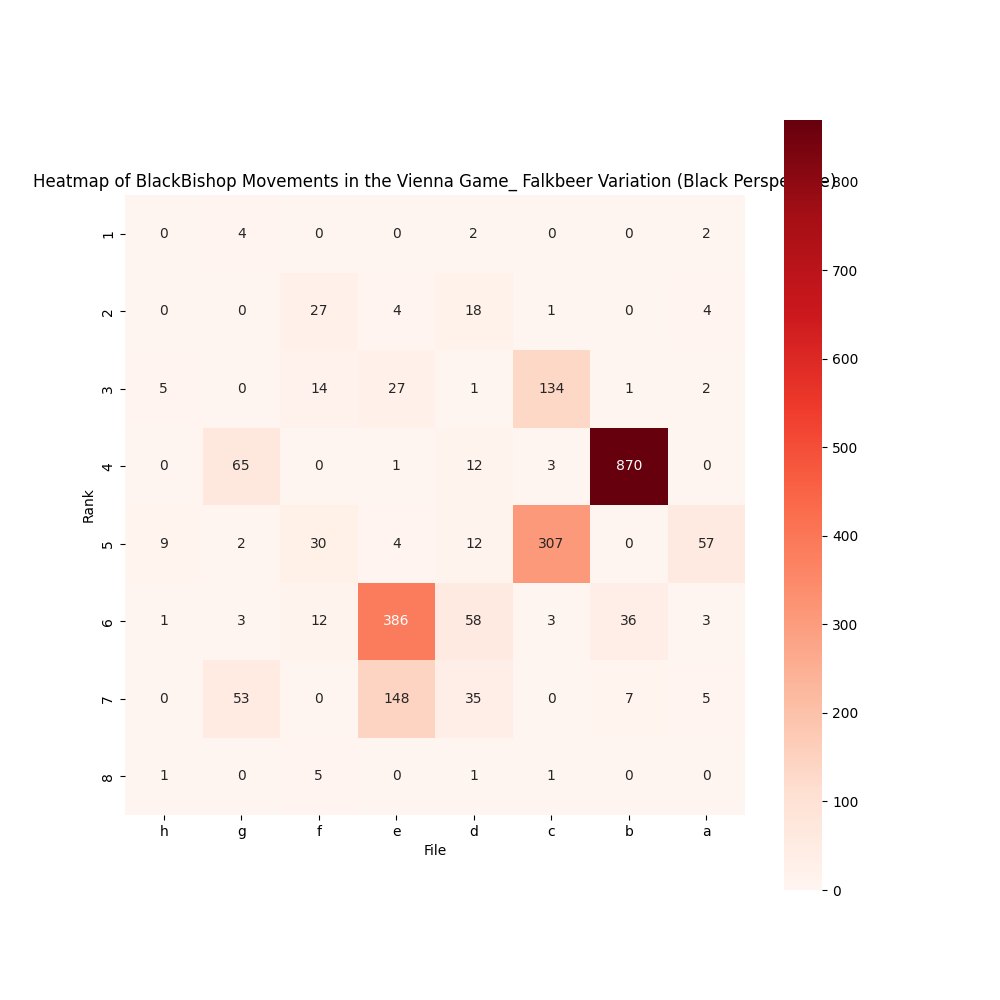 Heatmap of BlackBishop Movements in the Vienna Game_ Falkbeer Variation (Black Perspective)
Rank
1 0 4 0 0 2 0 0 2
2 0 0 27 4 18 1 0 4
3 5 0 14 27 1 134 1 2
4 0 65 0 1 12 3 870 0
5 9 2 30 4 12 307 0 57
6 1 3 12 386 58 3 36 3
7 0 53 0 148 35 0 7 5
8 1 0 5 0 1 1 0 0
h g f e d c b a
File
800
700
600
500
400
300
200
100
0